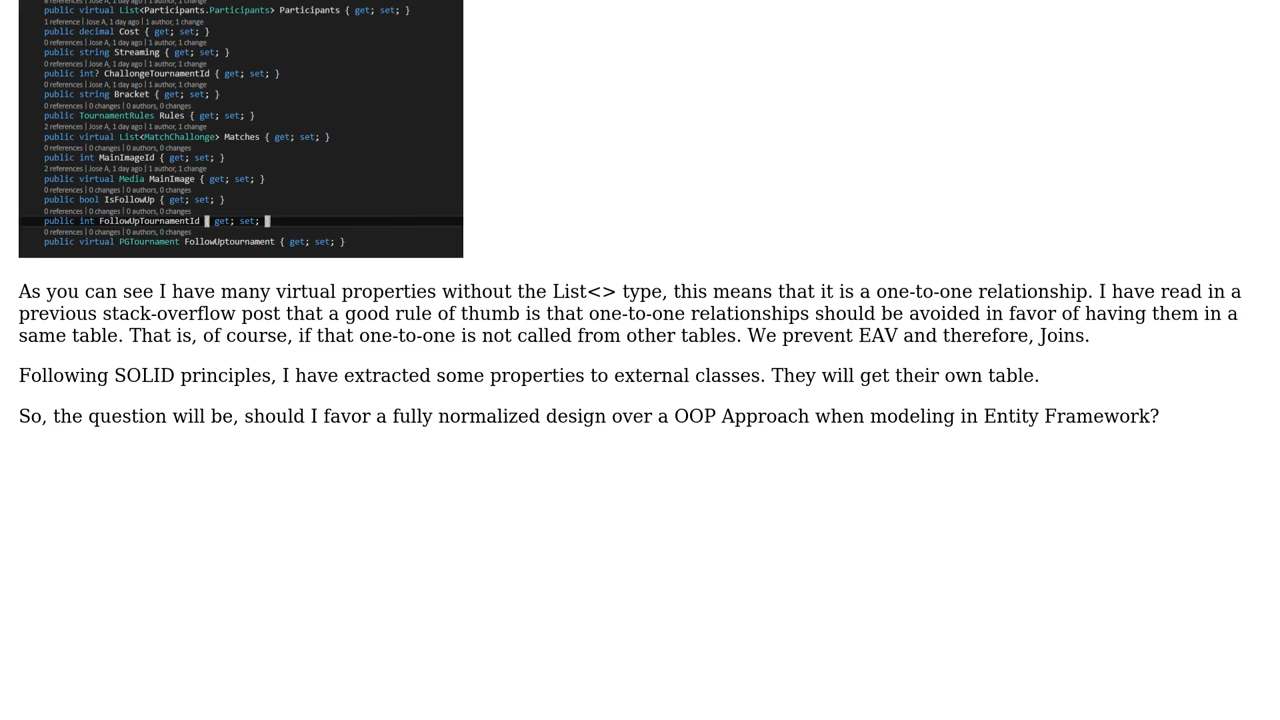 8 references | Jose A, 1 day ago | 1 author, 1 change
public virtual List<Participants.Participants> Participants { get; set; }
1 reference | Jose A, 1 day ago | 1 author, 1 change
public decimal Cost { get; set; }
0 references | Jose A, 1 day ago | 1 author, 1 change
public string Streaming { get; set; }
0 references | Jose A, 1 day ago | 1 author, 1 change
public int? ChallongeTournamentId { get; set; }
0 references | Jose A, 1 day ago | 1 author, 1 change
public string Bracket { get; set; }
0 references | 0 changes | 0 authors, 0 changes
public TournamentRules Rules { get; set; }
2 references | Jose A, 1 day ago | 1 author, 1 change
public virtual List<MatchChallonge> Matches { get; set; }
0 references | 0 changes | 0 authors, 0 changes
public int MainImageId { get; set; }
2 references | Jose A, 1 day ago | 1 author, 1 change
public virtual Media MainImage { get; set; }
0 references | 0 changes | 0 authors, 0 changes
public bool IsFollowUp { get; set; }
0 references | 0 changes | 0 authors, 0 changes
public int FollowUpTournamentId { get; set; }
0 references | 0 changes | 0 authors, 0 changes
public virtual PGTournament FollowUptournament { get; set; }
As you can see I have many virtual properties without the List<> type, this means that it is a one-to-one relationship. I have read in a
previous stack-overflow post that a good rule of thumb is that one-to-one relationships should be avoided in favor of having them in a
same table. That is, of course, if that one-to-one is not called from other tables. We prevent EAV and therefore, Joins.
Following SOLID principles, I have extracted some properties to external classes. They will get their own table.
So, the question will be, should I favor a fully normalized design over a OOP Approach when modeling in Entity Framework?